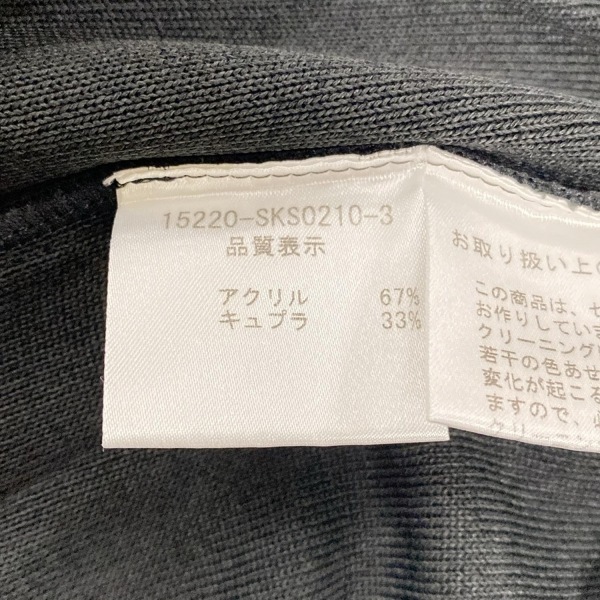 15220-SKS0210-3
品質表示
アクリル 67%
キュプラ 33%
お取り扱い上の
この商品は、セ
お作りしていま
クリーニング
若干の色あせ
変化が起こる
ますので、必